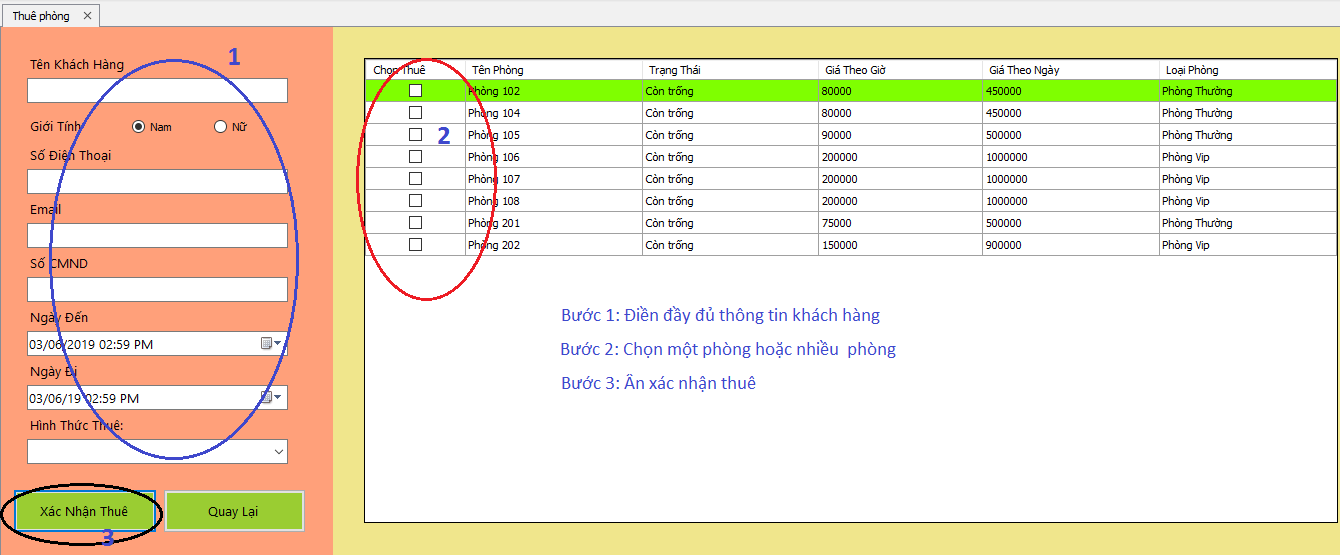 Thuê phòng
1
Tên Khách Hàng
Giới Tính Nam Nữ
Số Điện Thoại
Email
Số CMND
Ngày Đến
03/06/2019 02:59 PM
Ngày Đi
03/06/19 02:59 PM
Hình Thức Thuê:
Xác Nhận Thuê Quay Lại
3
Chọn Thuê Tên Phòng Trạng Thái Giá Theo Giờ Giá Theo Ngày Loại Phòng
Phòng 102 Còn trống 80000 450000 Phòng Thường
Phòng 104 Còn trống 80000 450000 Phòng Thường
2 Phòng 105 Còn trống 90000 500000 Phòng Thường
Phòng 106 Còn trống 200000 1000000 Phòng Vip
Phòng 107 Còn trống 200000 1000000 Phòng Vip
Phòng 108 Còn trống 200000 1000000 Phòng Vip
Phòng 201 Còn trống 75000 500000 Phòng Thường
Phòng 202 Còn trống 150000 900000 Phòng Vip
Bước 1: Điền đầy đủ thông tin khách hàng
Bước 2: Chọn một phòng hoặc nhiều phòng
Bước 3: Ân xác nhận thuê